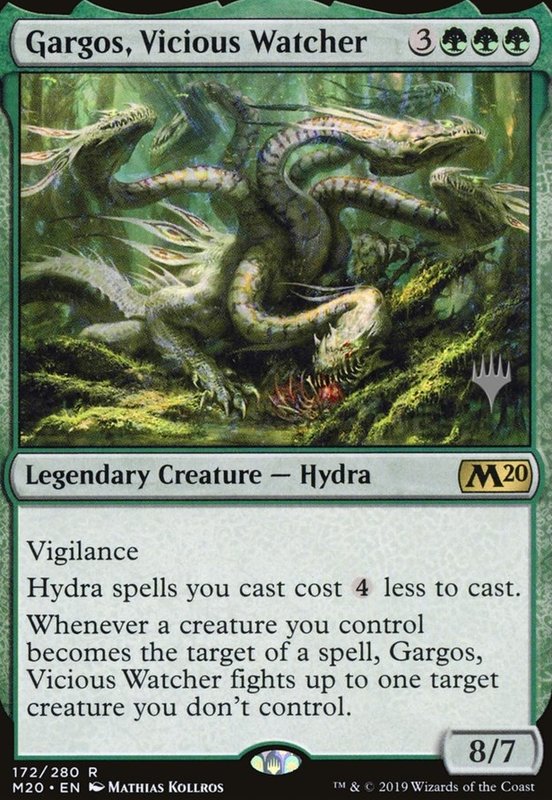 Gargos, Vicious Watcher 3
Legendary Creature — Hydra M20
Vigilance
Hydra spells you cast cost 4 less to cast.
Whenever a creature you control
becomes the target of a spell, Gargos,
Vicious Watcher fights up to one target
creature you don't control.
8/7
172/280 R
M20 • EN MATHIAS KOLLROS ™ & © 2019 Wizards of the Coast